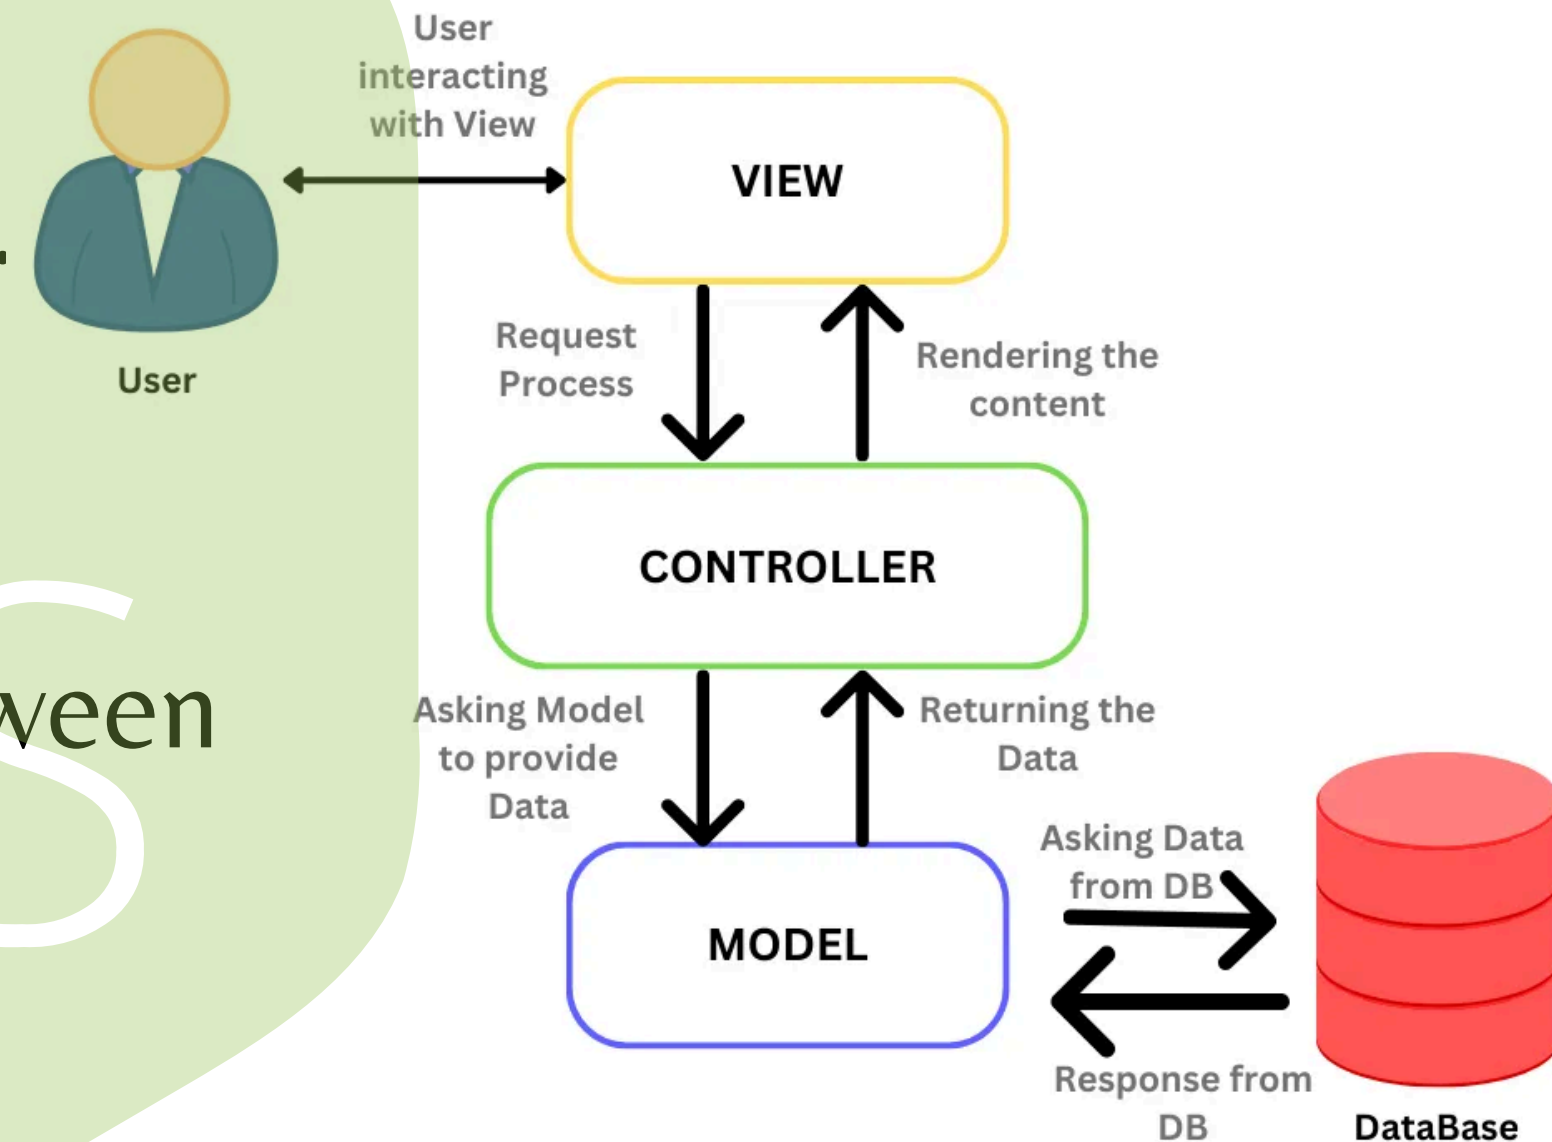 User
interacting
with View
VIEW
User
Request
Process
Rendering the
content
CONTROLLER
Asking Model
to provide
Data
Returning the
Data
MODEL
Asking Data
from DB
Response from
DB
DataBase
S